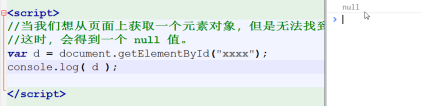 <script>
//当我们想从页面上获取一个元素对象，但是无法找到
//这时，会得到一个 null 值。
var d = document.getElementById("xxxx");
console.log( d );
</script>
null
>